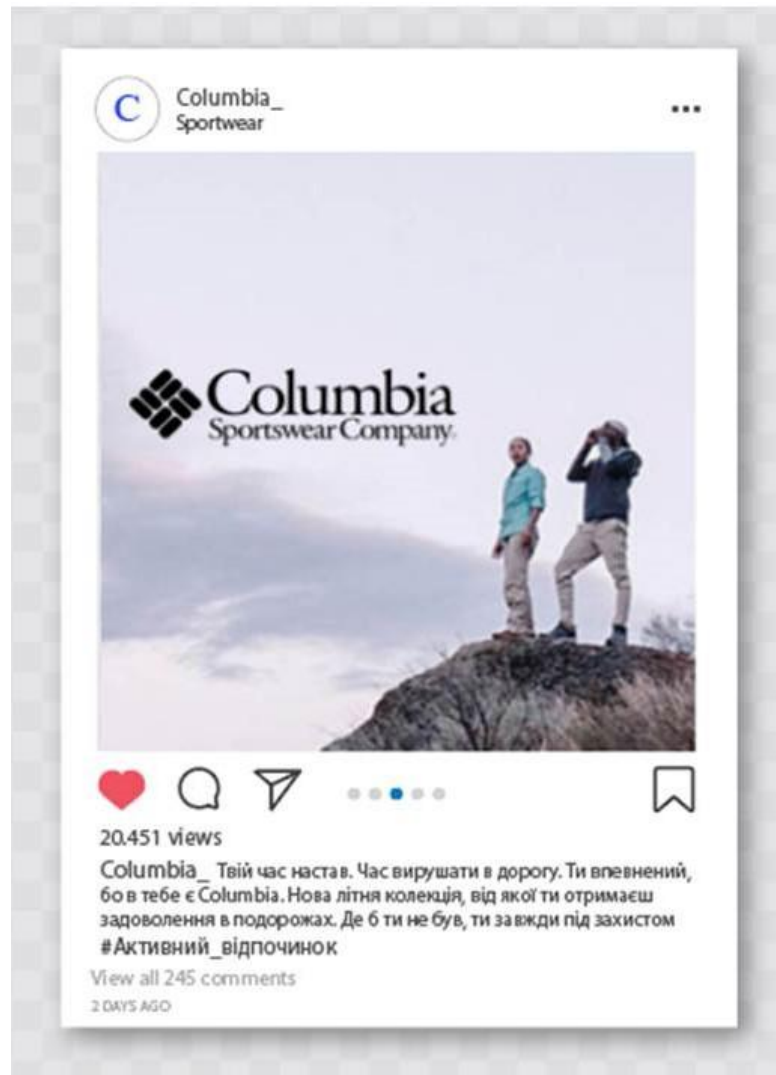 C
Columbia_
Sportwear
Columbia
Sportswear Company
20.451 views
Columbia_ Твій час настав. Час вирушати в дорогу. Ти впевнений,
бо в тебе є Columbia. Нова літня колекція, від якої ти отримаєш
задоволення в подорожах. Де б ти не був, ти завжди під захистом
#Активний_відпочинок
View all 245 comments
2 DAYS AGO